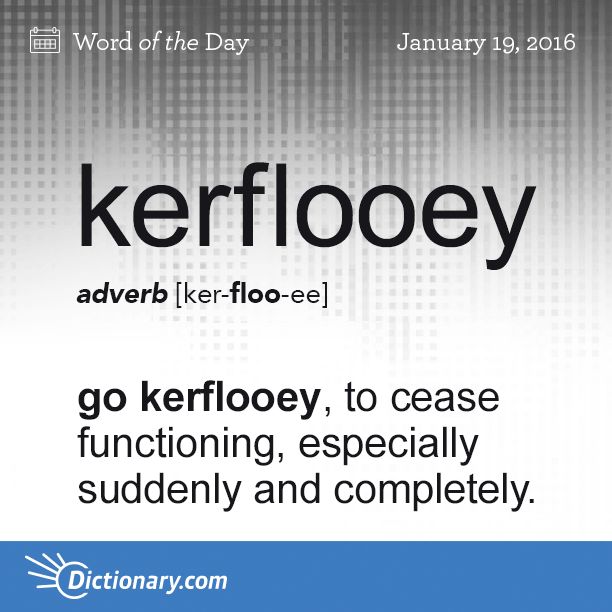 Word of the Day
January 19, 2016
kerflooey
adverb [ker-floo-ee]
go kerflooey, to cease
functioning, especially
suddenly and completely.
Dictionary.com